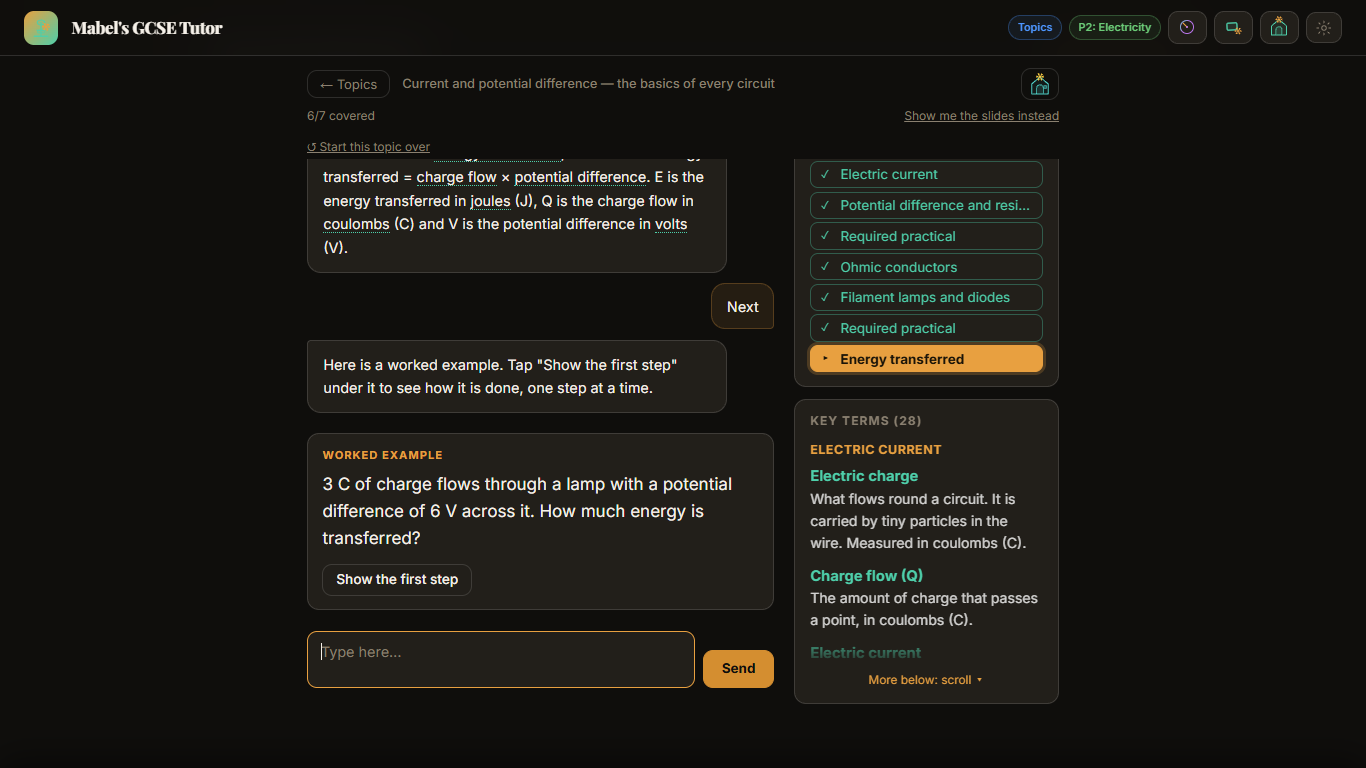 Mabel's GCSE Tutor
Topics
P2: Electricity
← Topics
Current and potential difference — the basics of every circuit
6/7 covered
Show me the slides instead
↺ Start this topic over
transferred = charge flow × potential difference. E is the
energy transferred in joules (J), Q is the charge flow in
coulombs (C) and V is the potential difference in volts
(V).
Next
Here is a worked example. Tap "Show the first step"
under it to see how it is done, one step at a time.
WORKED EXAMPLE
3 C of charge flows through a lamp with a potential
difference of 6 V across it. How much energy is
transferred?
Show the first step
Type here...
Send
✓ Electric current
✓ Potential difference and resi...
✓ Required practical
✓ Ohmic conductors
✓ Filament lamps and diodes
✓ Required practical
‣ Energy transferred
KEY TERMS (28)
ELECTRIC CURRENT
Electric charge
What flows round a circuit. It is
carried by tiny particles in the
wire. Measured in coulombs (C).
Charge flow (Q)
The amount of charge that passes
a point, in coulombs (C).
Electric current
More below: scroll ▾